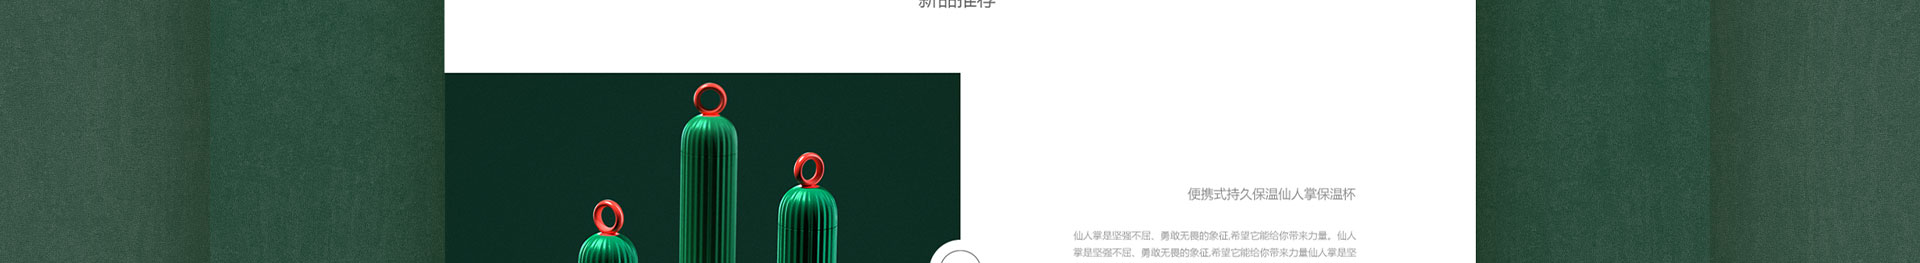 新品推荐
便携式持久保温仙人掌保温杯
仙人掌是坚强不屈、勇敢无畏的象征,希望它能给你带来力量。仙人
掌是坚强不屈、勇敢无畏的象征,希望它能给你带来力量仙人掌是坚